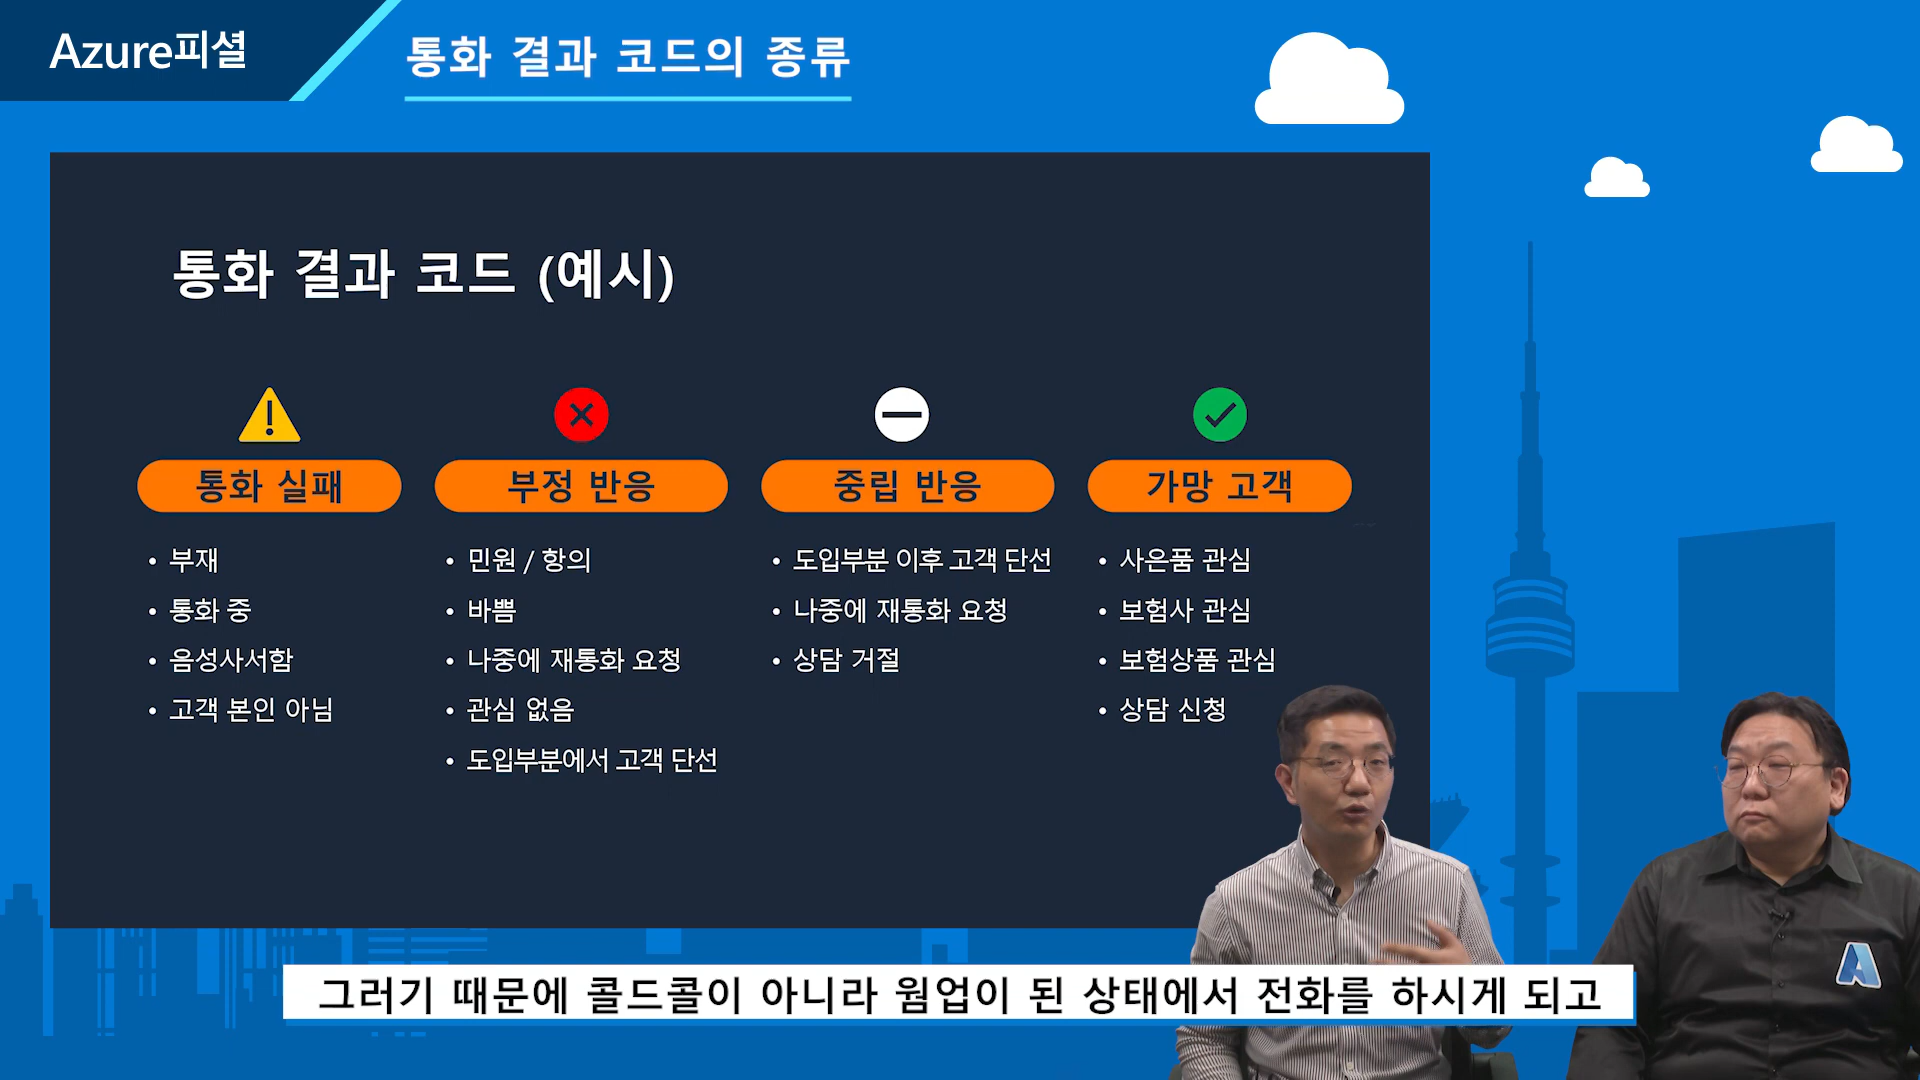 Azure피셜
통화 결과 코드의 종류
통화 결과 코드 (예시)
통화 실패
• 부재
• 통화 중
• 음성사서함
• 고객 본인 아님
부정 반응
• 민원 / 항의
• 바쁨
• 나중에 재통화 요청
• 관심 없음
• 도입부분에서 고객 단선
중립 반응
• 도입부분 이후 고객 단선
• 나중에 재통화 요청
• 상담 거절
가망 고객
• 사은품 관심
• 보험사 관심
• 보험상품 관심
• 상담 신청
그러기 때문에 콜드콜이 아니라 웜업이 된 상태에서 전화를 하시게 되고